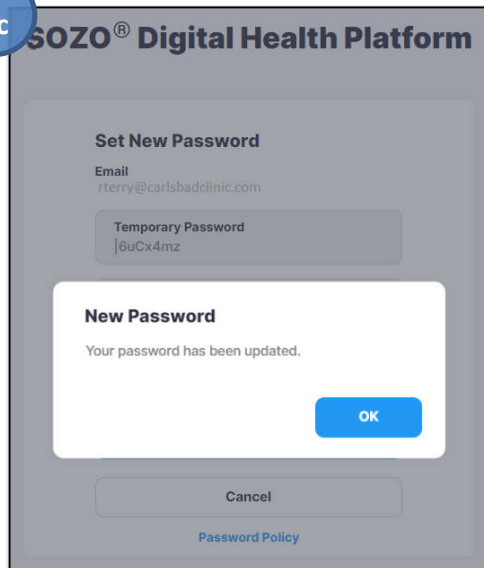 c
SOZO® Digital Health Platform
Set New Password
Email
rterry@carlsbadclinic.com
Temporary Password
|6uCx4mz
New Password
Your password has been updated.
OK
Cancel
Password Policy